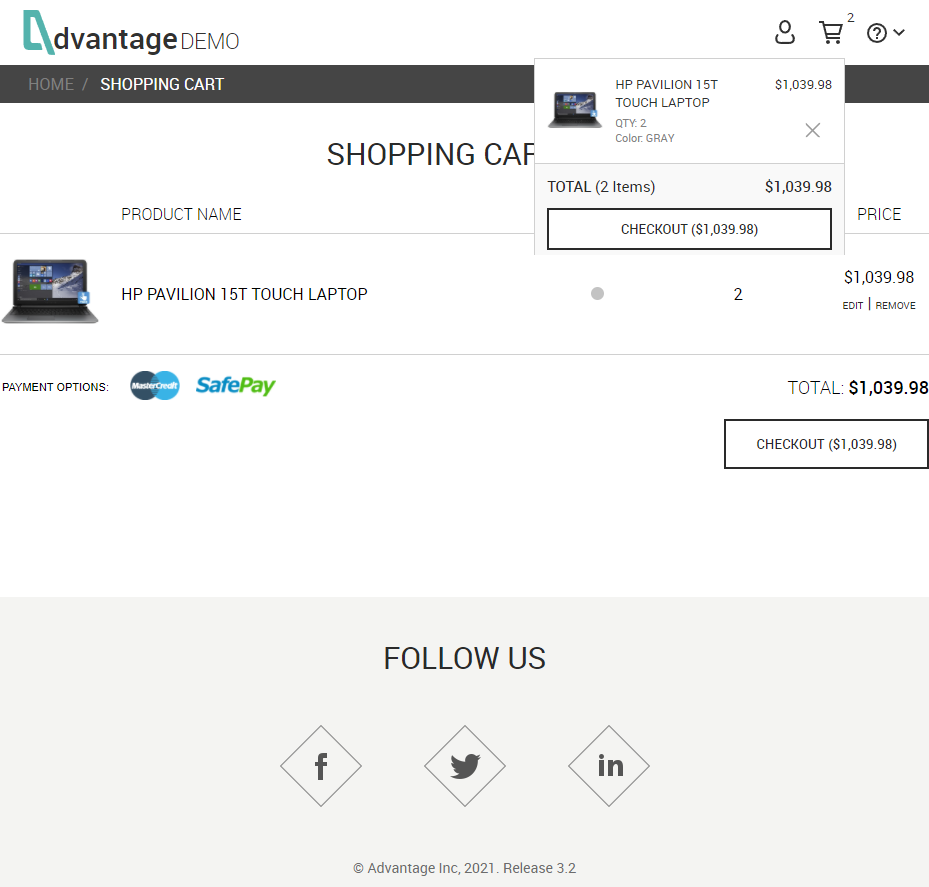 dvantage DEMO
2
HOME / SHOPPING CART
HP PAVILION 15T
TOUCH LAPTOP
$1,039.98
QTY: 2
Color: GRAY
TOTAL (2 Items) $1,039.98
CHECKOUT ($1,039.98)
SHOPPING CAR
PRODUCT NAME PRICE
HP PAVILION 15T TOUCH LAPTOP 2 $1,039.98
EDIT | REMOVE
PAYMENT OPTIONS: MasterCredit SafePay TOTAL: $1,039.98
CHECKOUT ($1,039.98)
FOLLOW US
f in
© Advantage Inc, 2021. Release 3.2